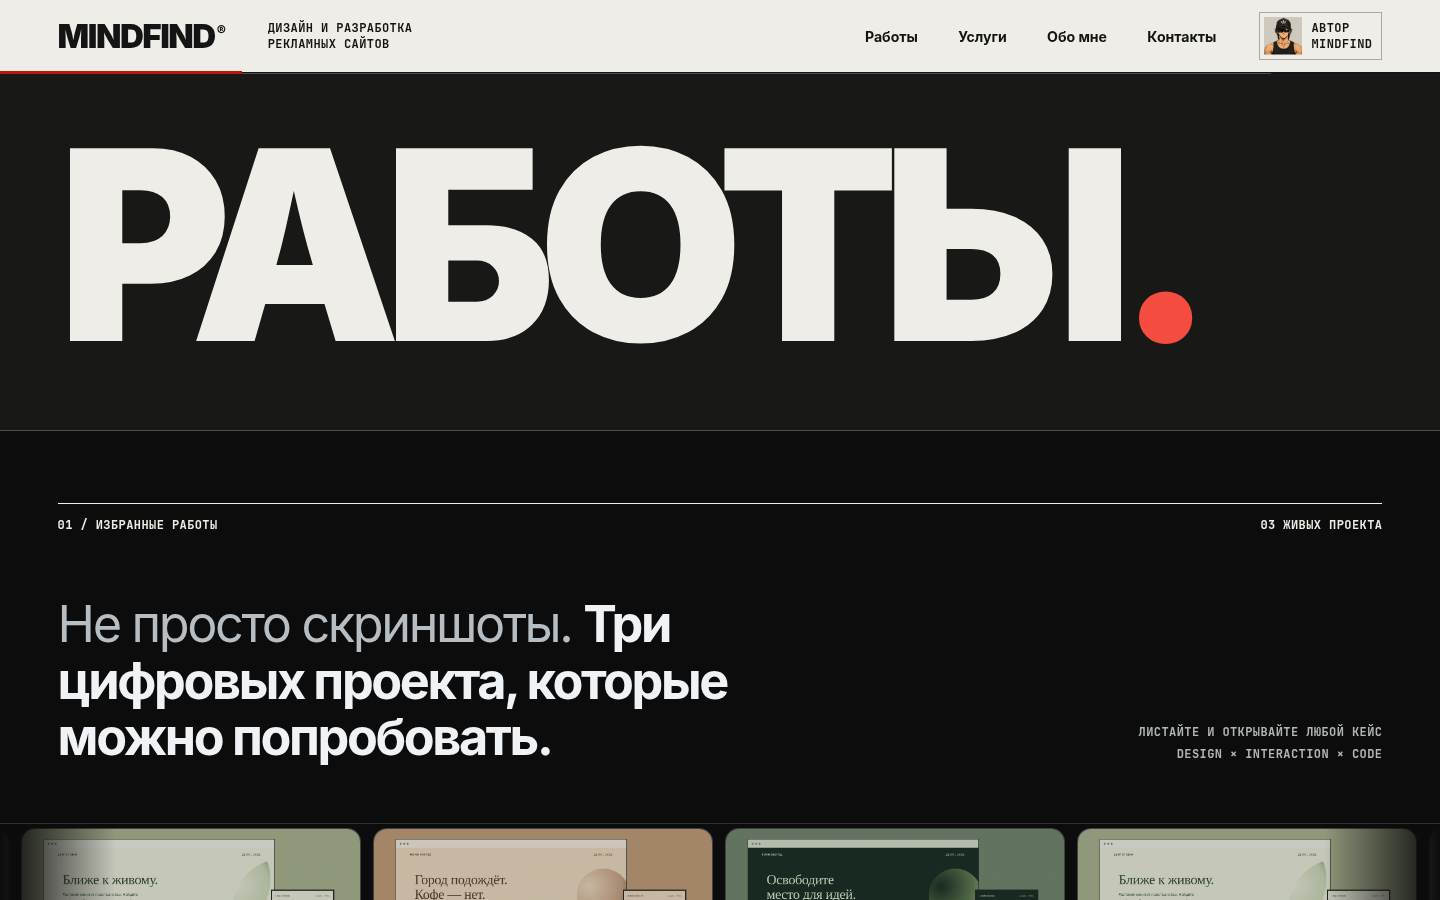 MINDFIND®
ДИЗАЙН И РАЗРАБОТКА
РЕКЛАМНЫХ САЙТОВ
Работы
Услуги
Обо мне
Контакты
АВТОР
MINDFIND
РАБОТЫ.
01 / ИЗБРАННЫЕ РАБОТЫ
03 ЖИВЫХ ПРОЕКТА
Не просто скриншоты. Три
цифровых проекта, которые
можно попробовать.
ЛИСТАЙТЕ И ОТКРЫВАЙТЕ ЛЮБОЙ КЕЙС
DESIGN × INTERACTION × CODE
Ближе к живому.
Город подождёт.
Кофе — нет.
Освободите
место для идей.
Ближе к живому.